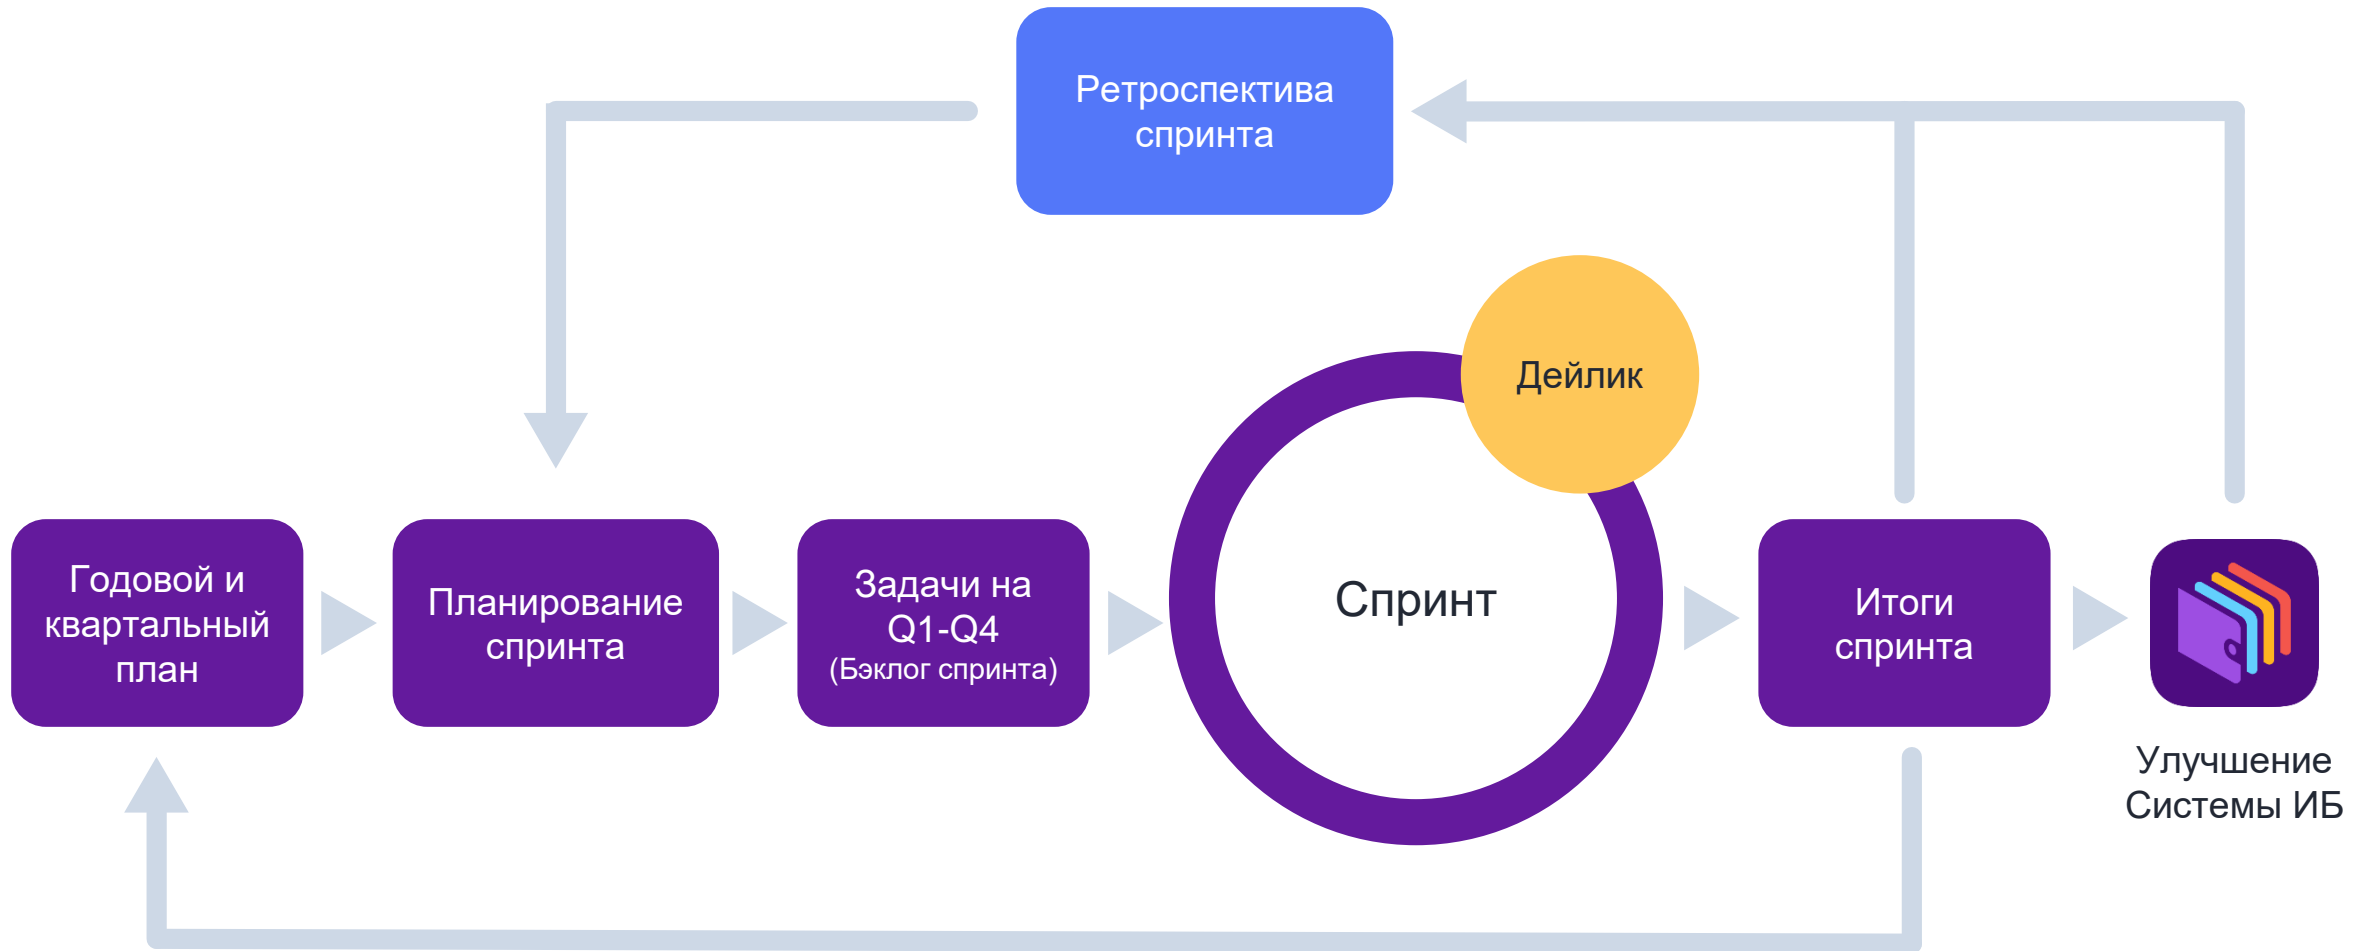 Ретроспектива
спринта
Дейлик
Годовой и
квартальный
план
Планирование
спринта
Задачи на
Q1-Q4
(Бэклог спринта)
Спринт
Итоги
спринта
Улучшение
Системы ИБ